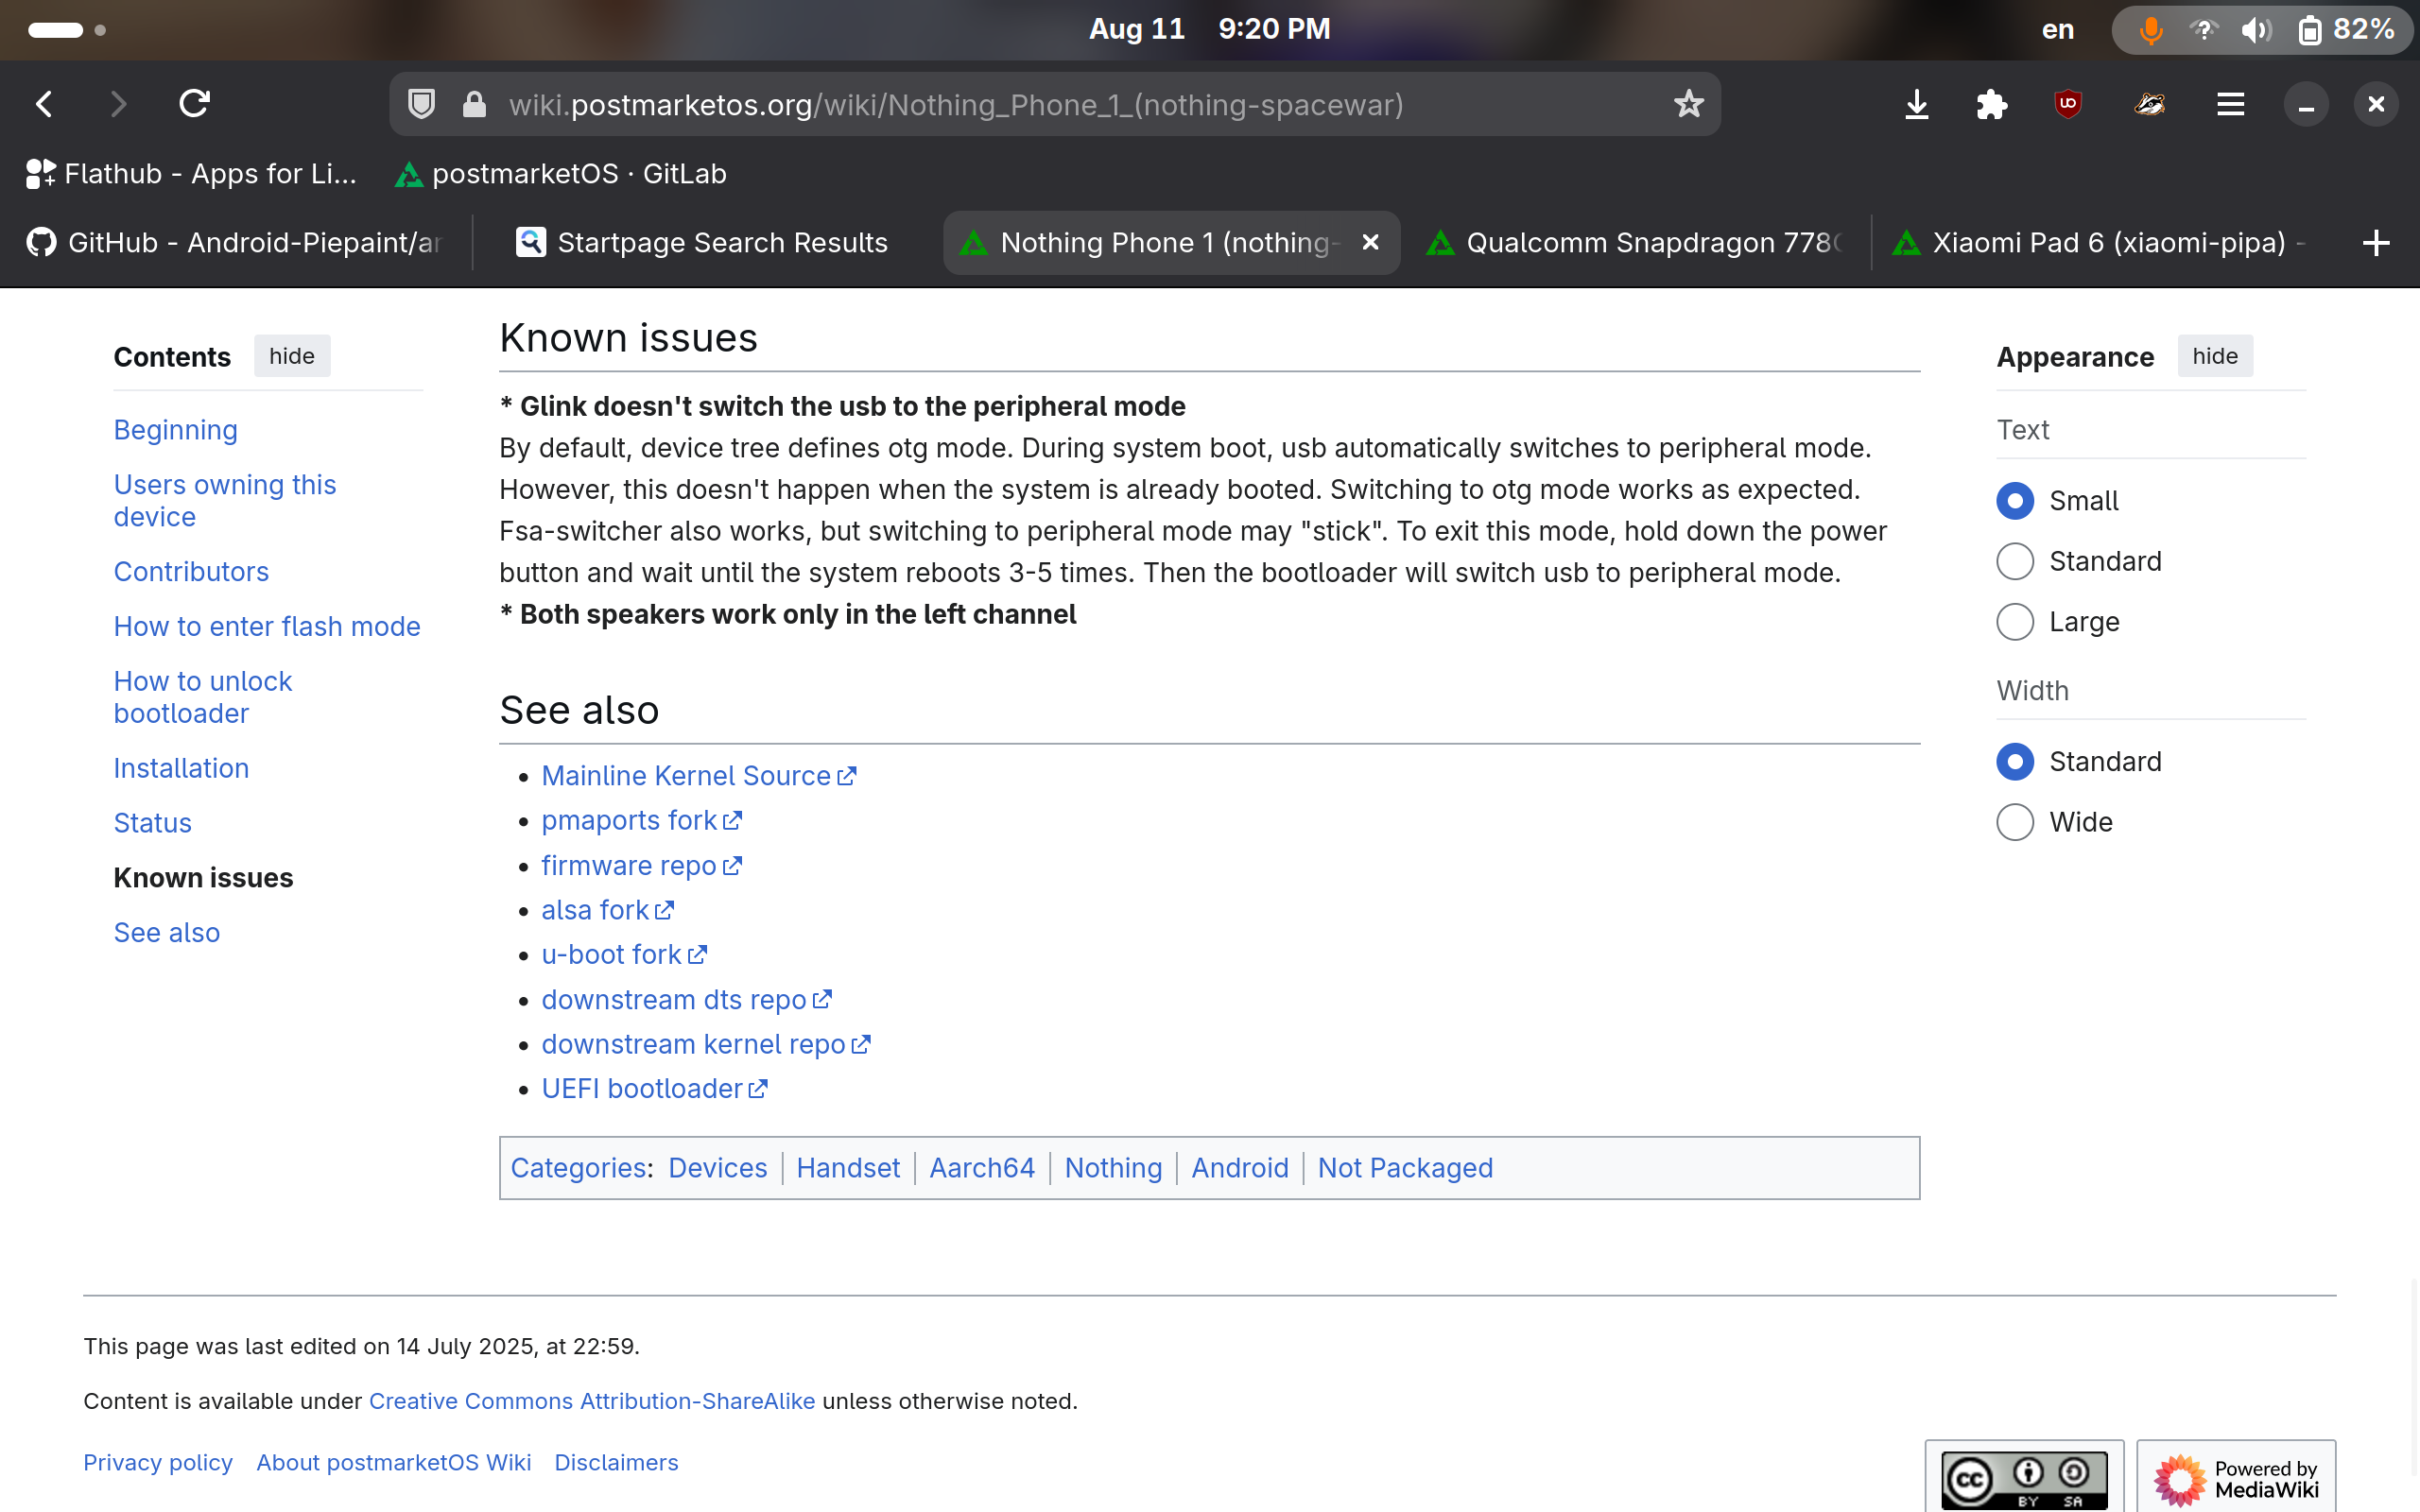 Aug 11 9:20 PM
en
82%
wiki.postmarketos.org/wiki/Nothing_Phone_1_(nothing-spacewar)
Flathub - Apps for Li...
postmarketOS · GitLab
GitHub - Android-Piepaint/ar
Startpage Search Results
Nothing Phone 1 (nothing-
Qualcomm Snapdragon 778
Xiaomi Pad 6 (xiaomi-pipa) -
Contents
hide
Beginning
Users owning this
device
Contributors
How to enter flash mode
How to unlock
bootloader
Installation
Status
Known issues
See also
Known issues
* Glink doesn't switch the usb to the peripheral mode
By default, device tree defines otg mode. During system boot, usb automatically switches to peripheral mode.
However, this doesn't happen when the system is already booted. Switching to otg mode works as expected.
Fsa-switcher also works, but switching to peripheral mode may "stick". To exit this mode, hold down the power
button and wait until the system reboots 3-5 times. Then the bootloader will switch usb to peripheral mode.
* Both speakers work only in the left channel
See also
• Mainline Kernel Source
• pmaports fork
• firmware repo
• alsa fork
• u-boot fork
• downstream dts repo
• downstream kernel repo
• UEFI bootloader
Categories: Devices | Handset | Aarch64 | Nothing | Android | Not Packaged
Appearance
hide
Text
Small
Standard
Large
Width
Standard
Wide
This page was last edited on 14 July 2025, at 22:59.
Content is available under Creative Commons Attribution-ShareAlike unless otherwise noted.
Privacy policy About postmarketOS Wiki Disclaimers
cc BY SA
Powered by
MediaWiki